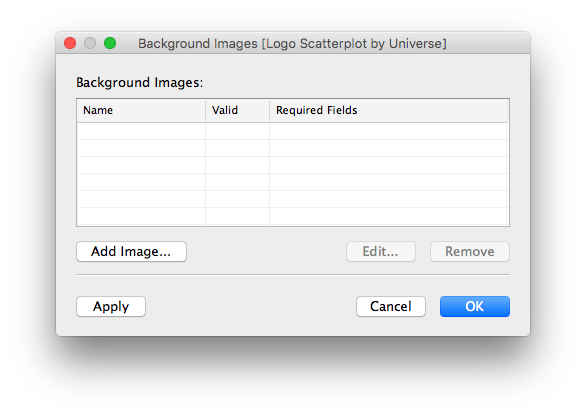 Background Images [Logo Scatterplot by Universe]
Background Images:
Name Valid Required Fields
Add Image... Edit... Remove
Apply Cancel OK